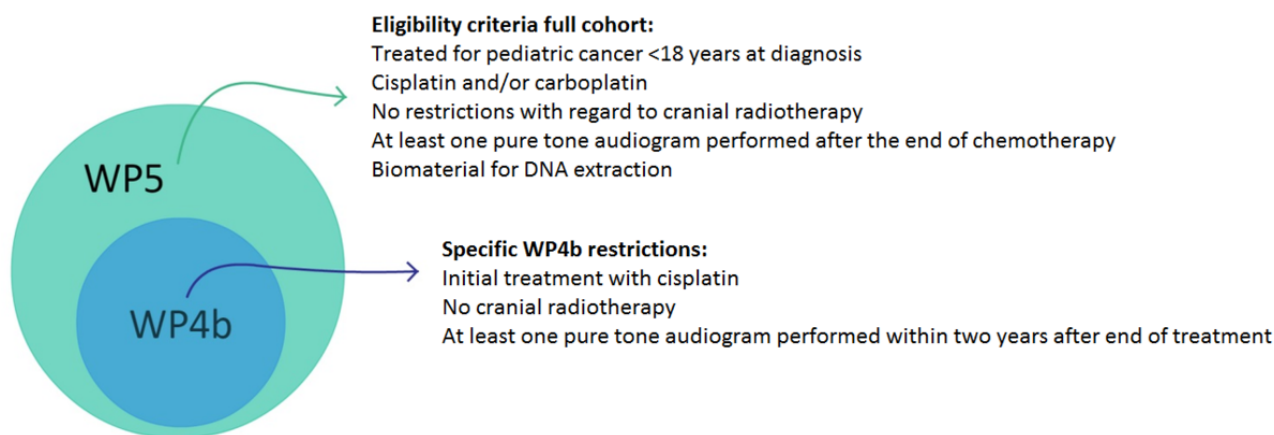 Eligibility criteria full cohort:
Treated for pediatric cancer <18 years at diagnosis
Cisplatin and/or carboplatin
No restrictions with regard to cranial radiotherapy
At least one pure tone audiogram performed after the end of chemotherapy
Biomaterial for DNA extraction
WP5
Specific WP4b restrictions:
Initial treatment with cisplatin
No cranial radiotherapy
At least one pure tone audiogram performed within two years after end of treatment
WP4b